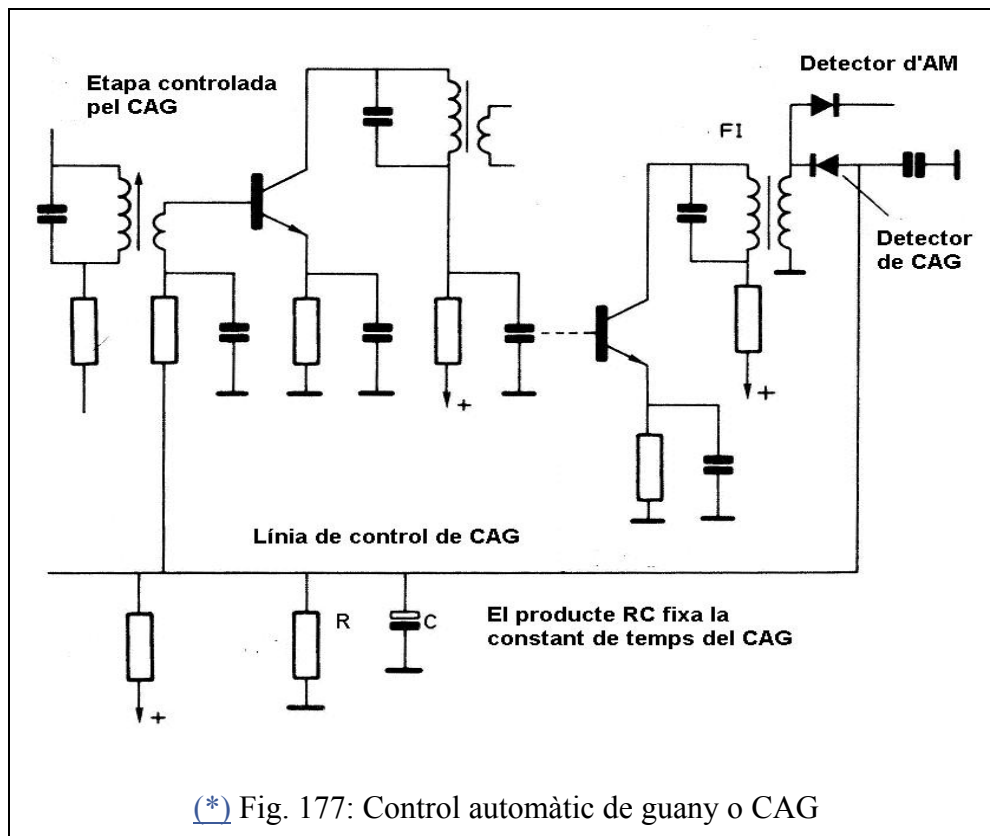 Etapa controlada
pel CAG
Detector d'AM
FI
Detector
de CAG
+
+
Línia de control de CAG
R
C
El producte RC fixa la
constant de temps del CAG
+
(*) Fig. 177: Control automàtic de guany o CAG